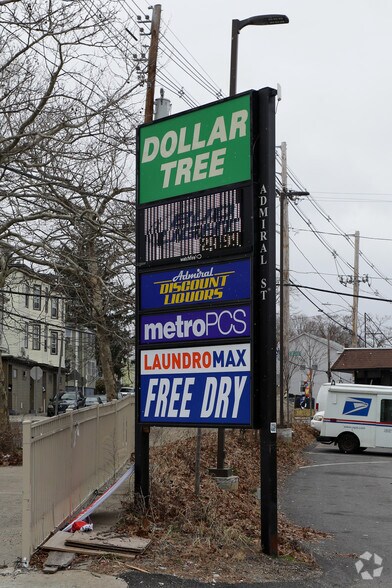 DOLLAR
TREE
Admiral
DISCOUNT
LIQUORS
metroPCS
LAUNDROMAX
FREE DRY
ADMIRAL ST